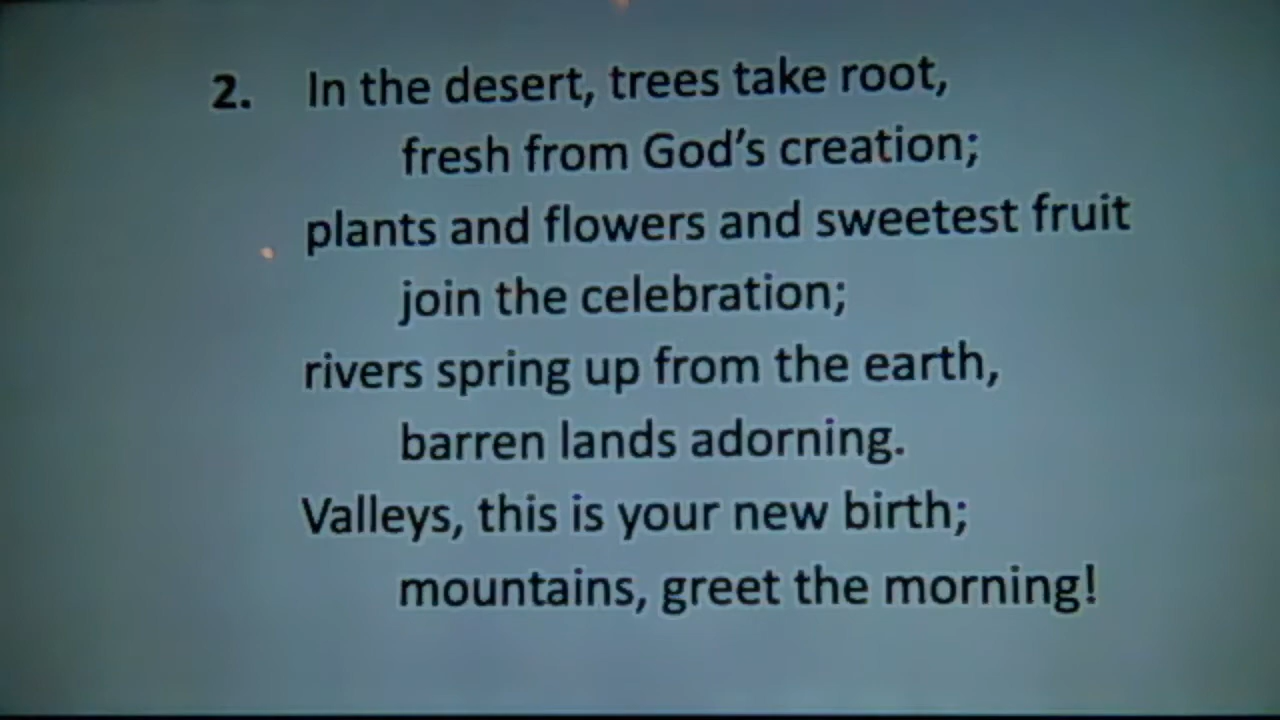 2. In the desert, trees take root,
fresh from God's creation;
plants and flowers and sweetest fruit
join the celebration;
rivers spring up from the earth,
barren lands adorning.
Valleys, this is your new birth;
mountains, greet the morning!